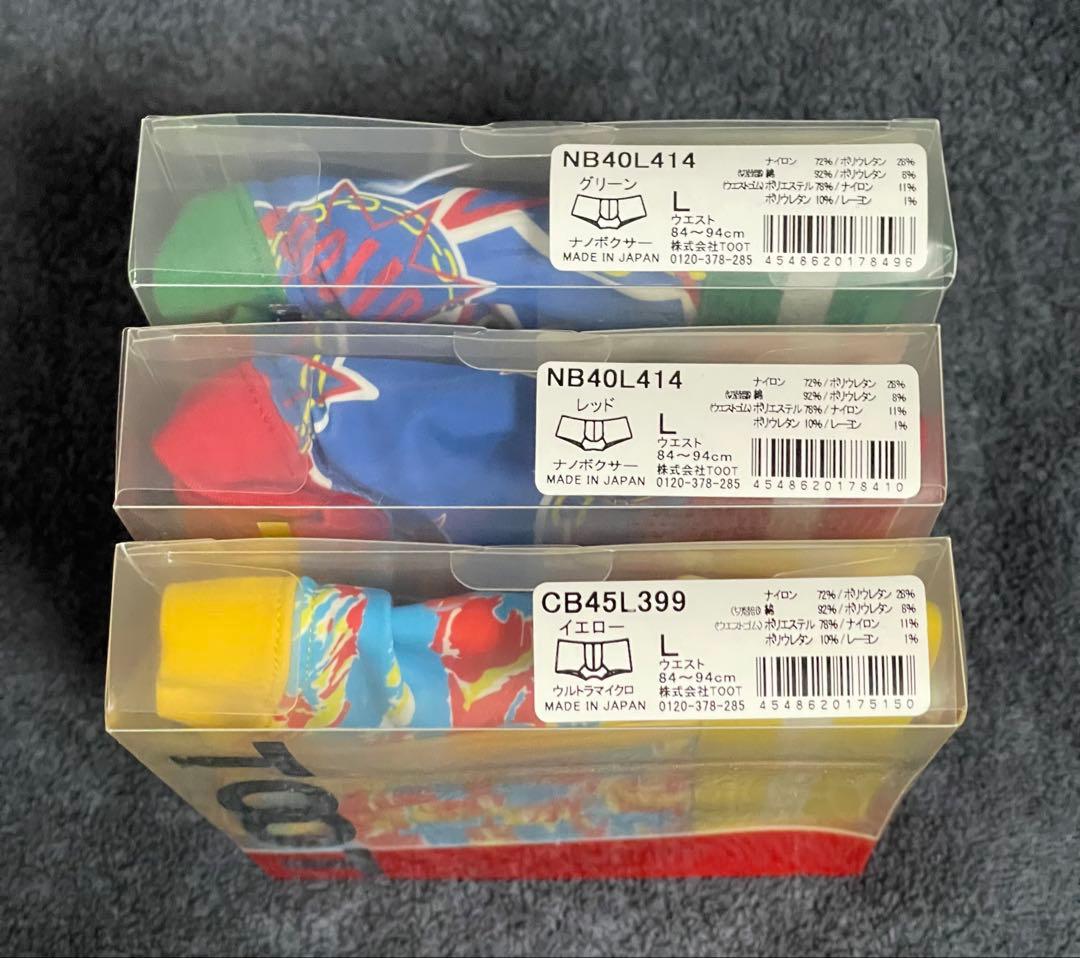 NB40L414
グリーン
ナノボクサー
MADE IN JAPAN
L
ウエスト
84～94cm
株式会社TOOT
0120-378-285
ナイロン 72%/ポリウレタン 28%
綿 92%/ポリウレタン 8%
(ウエストゴム)ポリエステル 78%/ナイロン 11%
ポリウレタン 10%/レーヨン 1%
4548620178496
NB40L414
レッド
ナノボクサー
MADE IN JAPAN
L
ウエスト
84～94cm
株式会社TOOT
0120-378-285
ナイロン 72%/ポリウレタン 28%
綿 92%/ポリウレタン 8%
(ウエストゴム)ポリエステル 78%/ナイロン 11%
ポリウレタン 10%/レーヨン 1%
4548620178410
CB45L399
イエロー
ウルトラマイクロ
MADE IN JAPAN
L
ウエスト
84～94cm
株式会社TOOT
0120-378-285
ナイロン 72%/ポリウレタン 28%
綿 92%/ポリウレタン 8%
(ウエストゴム)ポリエステル 78%/ナイロン 11%
ポリウレタン 10%/レーヨン 1%
4548620175150